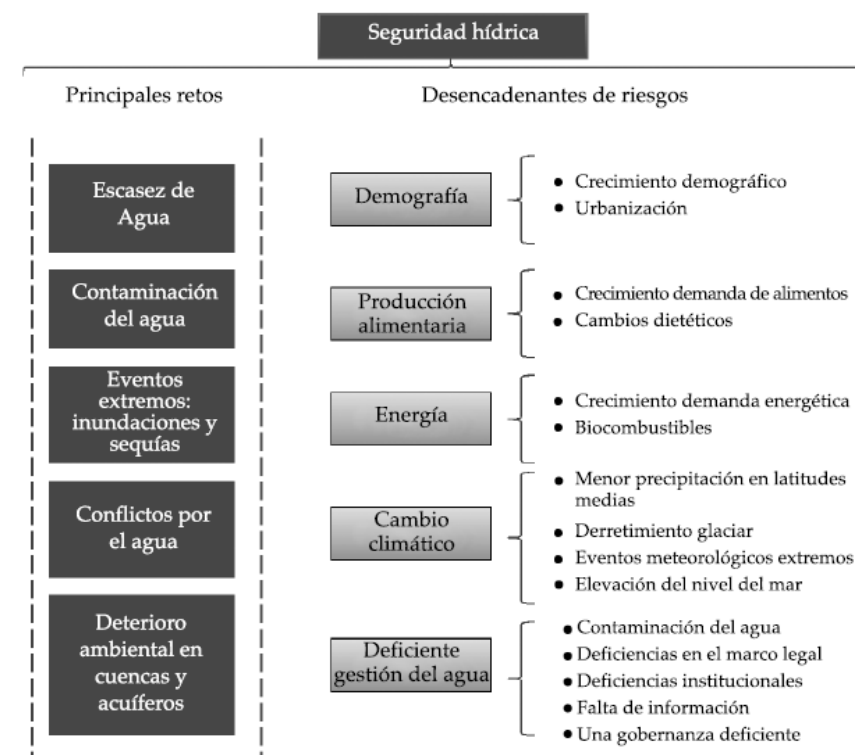 Seguridad hídrica
Principales retos
Desencadenantes de riesgos
Escasez de
Agua
Contaminación
del agua
Eventos
extremos:
inundaciones y
sequías
Conflictos por
el agua
Deterioro
ambiental en
cuencas y
acuíferos
Demografía
• Crecimiento demográfico
• Urbanización
Producción
alimentaria
• Crecimiento demanda de alimentos
• Cambios dietéticos
Energía
• Crecimiento demanda energética
• Biocombustibles
Cambio
climático
• Menor precipitación en latitudes
medias
• Derretimiento glaciar
• Eventos meteorológicos extremos
• Elevación del nivel del mar
Deficiente
gestión del agua
• Contaminación del agua
• Deficiencias en el marco legal
• Deficiencias institucionales
• Falta de información
• Una gobernanza deficiente